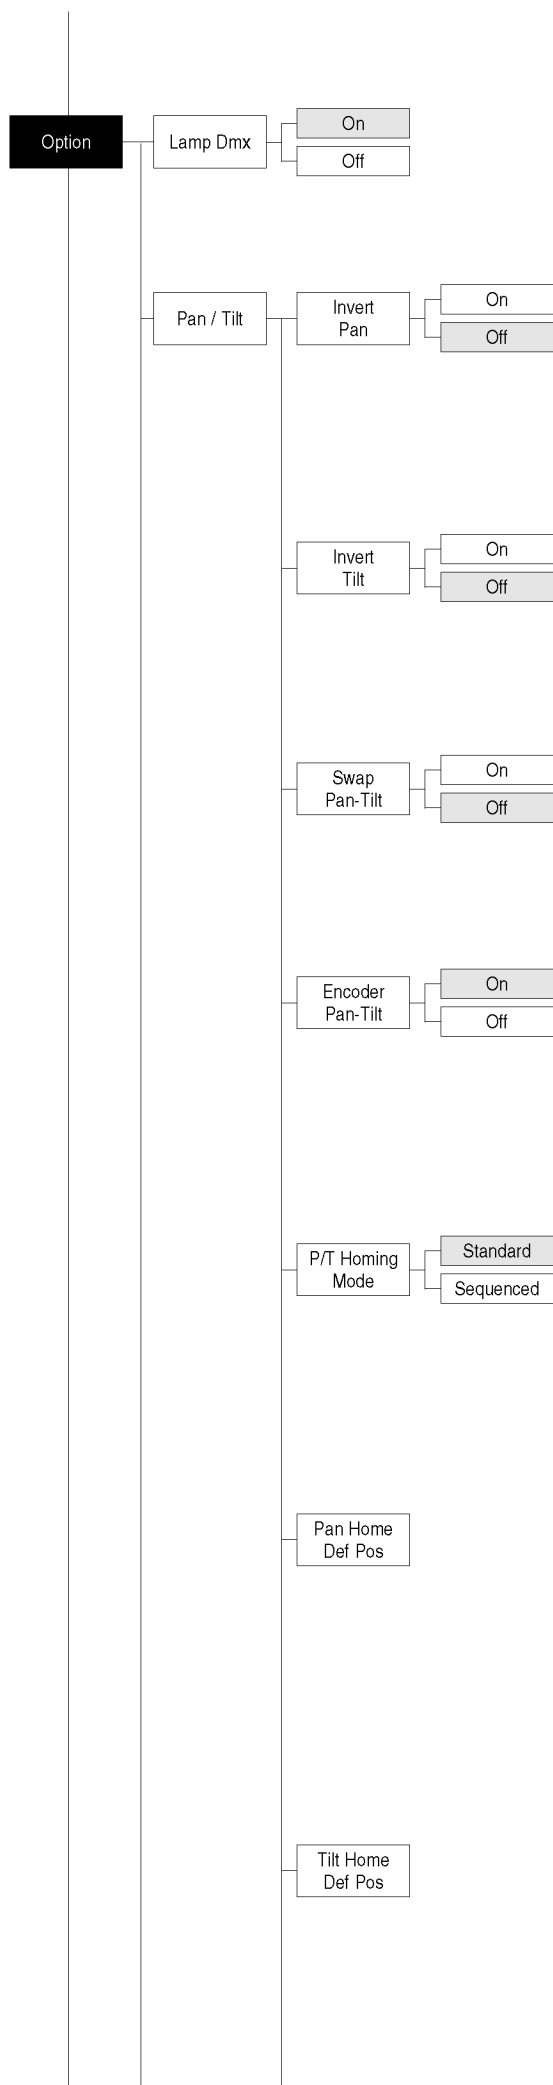 Option
Lamp Dmx
On
Off
Pan / Tilt
Invert
Pan
On
Off
Invert
Tilt
On
Off
Swap
Pan-Tilt
On
Off
Encoder
Pan-Tilt
On
Off
P/T Homing
Mode
Standard
Sequenced
Pan Home
Def Pos
Tilt Home
Def Pos